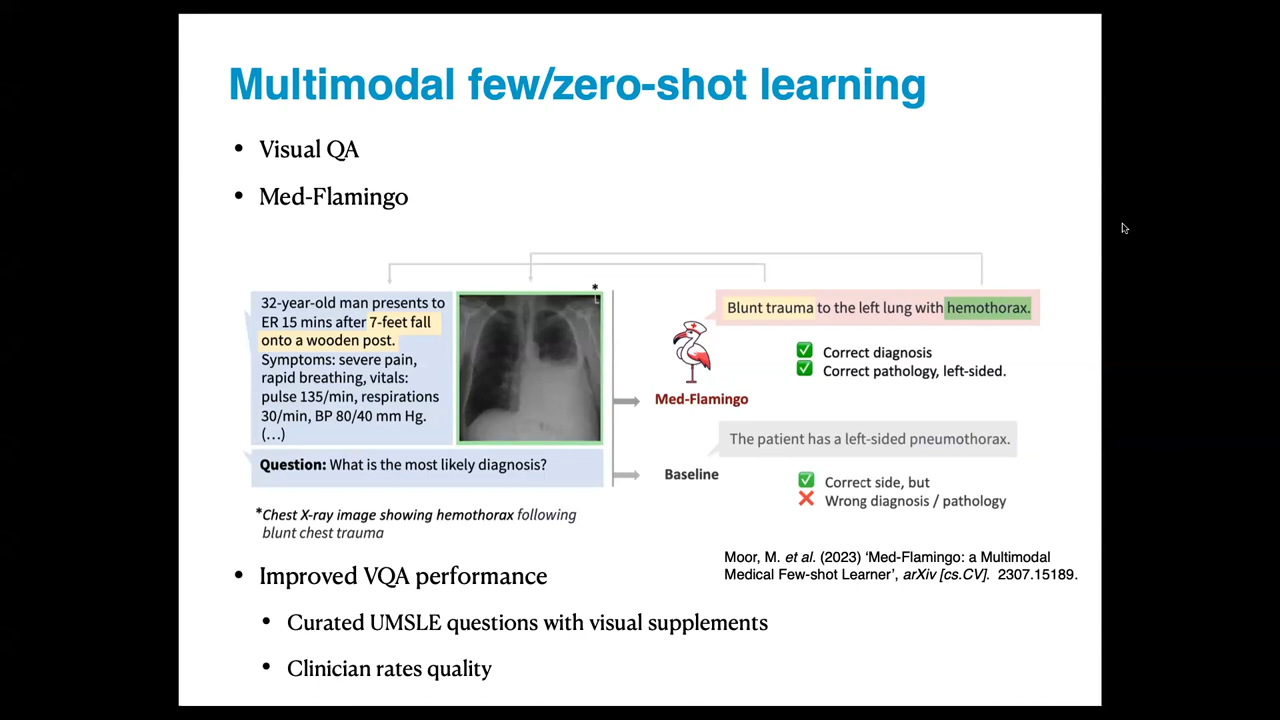 Multimodal few/zero-shot learning
• Visual QA
• Med-Flamingo
32-year-old man presents to
ER 15 mins after 7-feet fall
onto a wooden post.
Symptoms: severe pain,
rapid breathing, vitals:
pulse 135/min, respirations
30/min, BP 80/40 mm Hg.
(...)
Question: What is the most likely diagnosis?
*
*Chest X-ray image showing hemothorax following
blunt chest trauma
Blunt trauma to the left lung with hemothorax.
Correct diagnosis
Correct pathology, left-sided.
Med-Flamingo
The patient has a left-sided pneumothorax.
Baseline
Correct side, but
Wrong diagnosis / pathology
Moor, M. et al. (2023) ‘Med-Flamingo: a Multimodal
Medical Few-shot Learner’, arXiv [cs.CV]. 2307.15189.
• Improved VQA performance
• Curated UMSLE questions with visual supplements
• Clinician rates quality